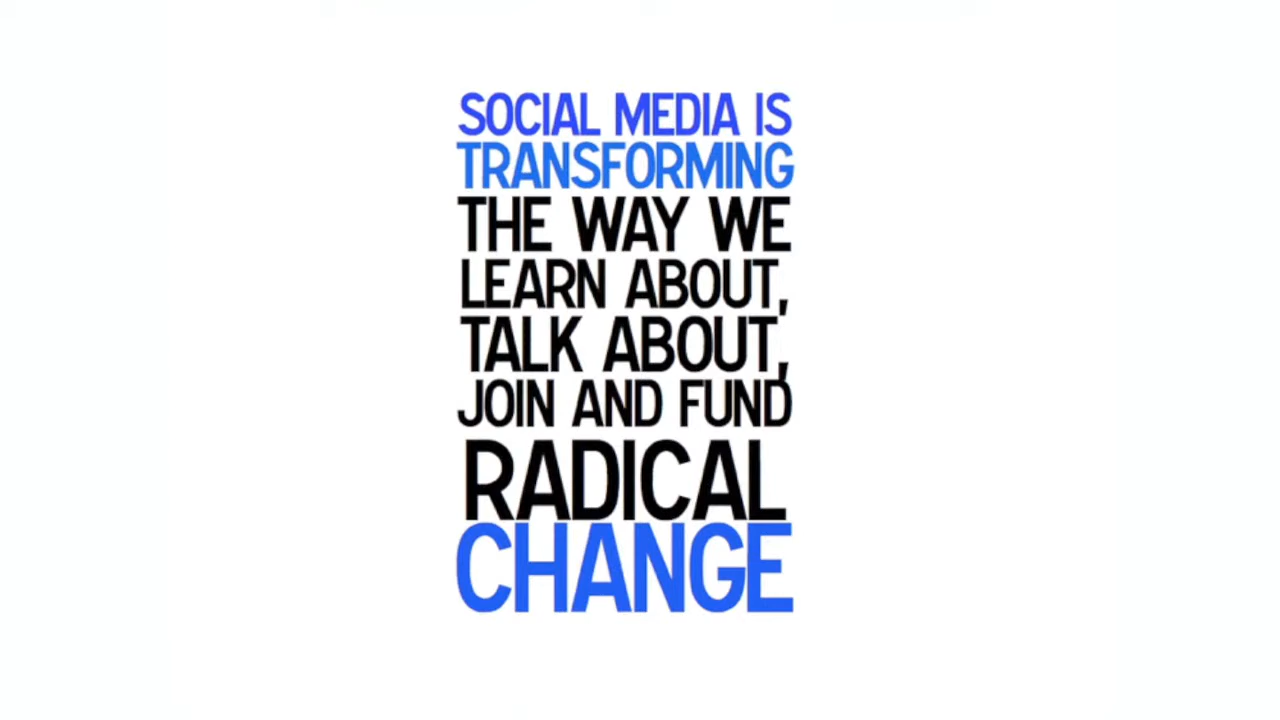 SOCIAL MEDIA IS
TRANSFORMING
THE WAY WE
LEARN ABOUT,
TALK ABOUT,
JOIN AND FUND
RADICAL
CHANGE